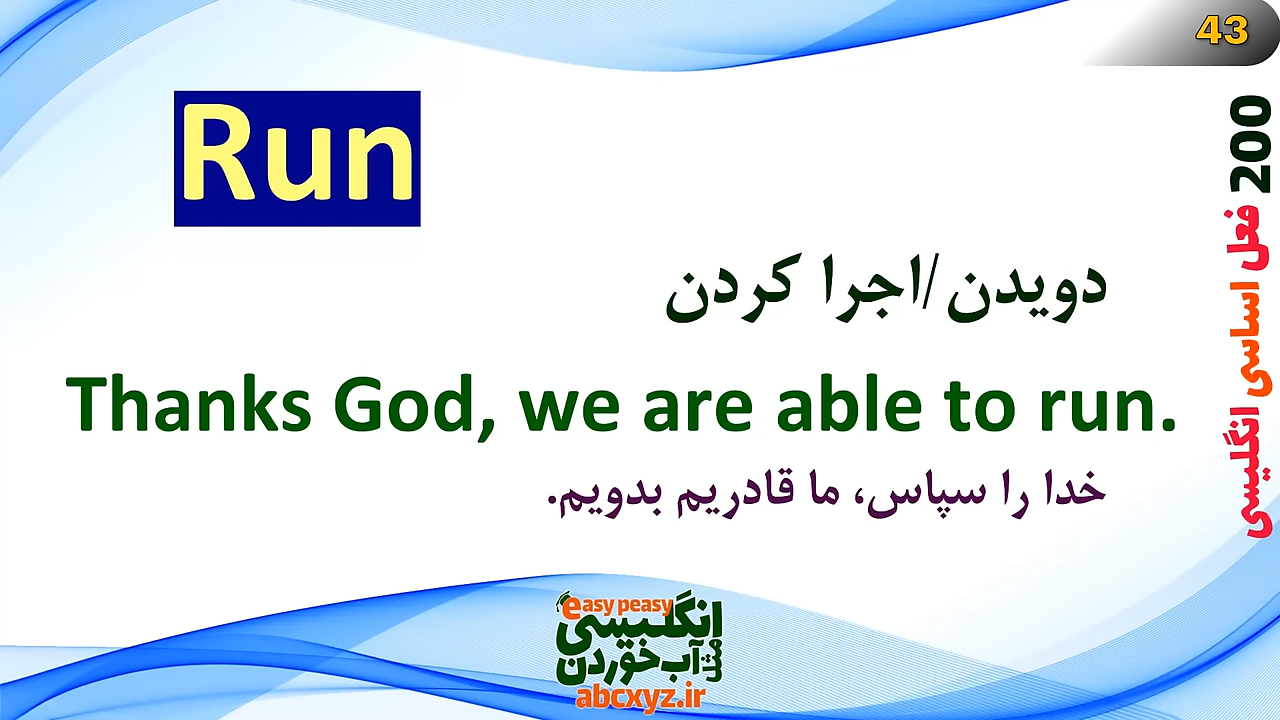 43
200 فعل اساسی انگلیسی
Run
دویدن/اجرا کردن
Thanks God, we are able to run.
خدا را سپاس، ما قادریم بدویم.
easy peasy
انگلیسی
مثل آب خوردن
abcxyz.ir